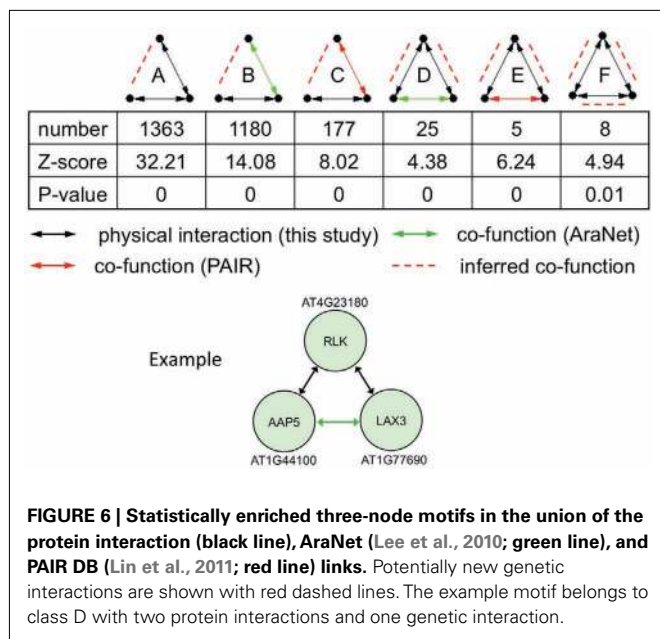 A B C D E F
number 1363 1180 177 25 5 8
Z-score 32.21 14.08 8.02 4.38 6.24 4.94
P-value 0 0 0 0 0 0.01
physical interaction (this study) co-function (AraNet)
co-function (PAIR) inferred co-function
AT4G23180
Example
RLK
AAP5 LAX3
AT1G44100 AT1G77690
FIGURE 6 | Statistically enriched three-node motifs in the union of the
protein interaction (black line), AraNet (Lee et al., 2010; green line), and
PAIR DB (Lin et al., 2011; red line) links. Potentially new genetic
interactions are shown with red dashed lines. The example motif belongs to
class D with two protein interactions and one genetic interaction.